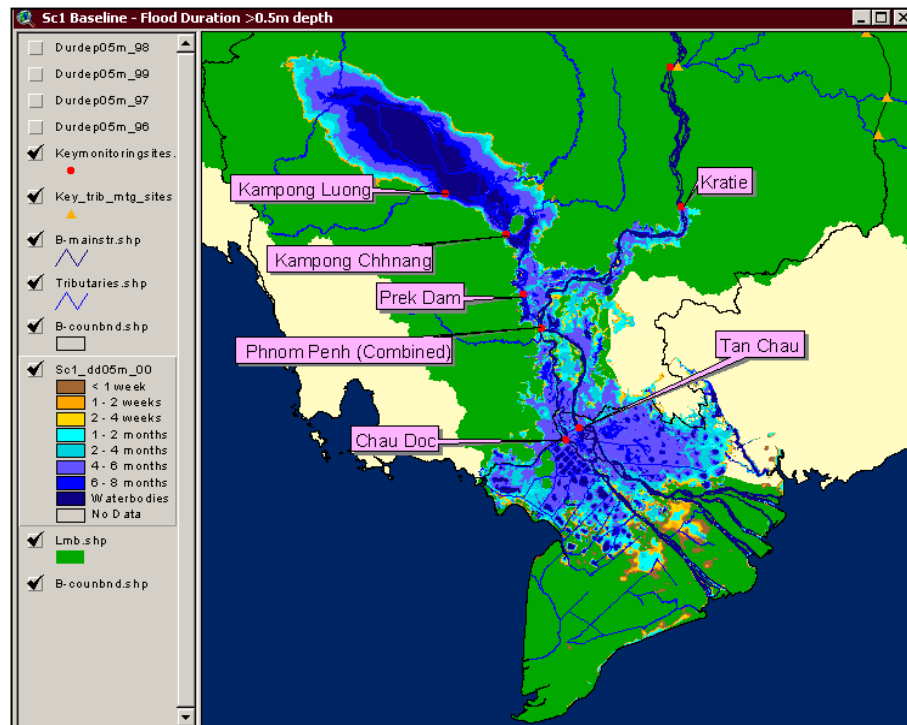 Sc1 Baseline - Flood Duration >0.5m depth
Durdep05m_98
Durdep05m_99
Durdep05m_97
Durdep05m_96
Keymonitoringsites.
Key_trib_mtg_sites
B-mainstr.shp
Tributaries.shp
B-counbnd.shp
Sc1_dd05m_00
< 1 week
1 - 2 weeks
2 - 4 weeks
1 - 2 months
2 - 4 months
4 - 6 months
6 - 8 months
Waterbodies
No Data
Lmb.shp
B-counbnd.shp
Kampong Luong
Kratie
Kampong Chhnang
Prek Dam
Phnom Penh (Combined)
Tan Chau
Chau Doc